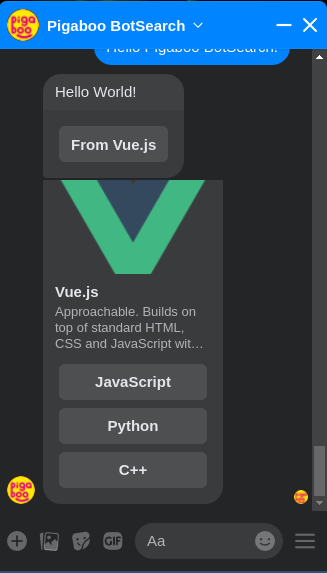 piga
boo
Pigaboo BotSearch
Hello Pigaboo BotSearch!
Hello World!
From Vue.js
Vue.js
Approachable. Builds on
top of standard HTML,
CSS and JavaScript wit…
JavaScript
Python
C++
piga
boo
GIF
Aa